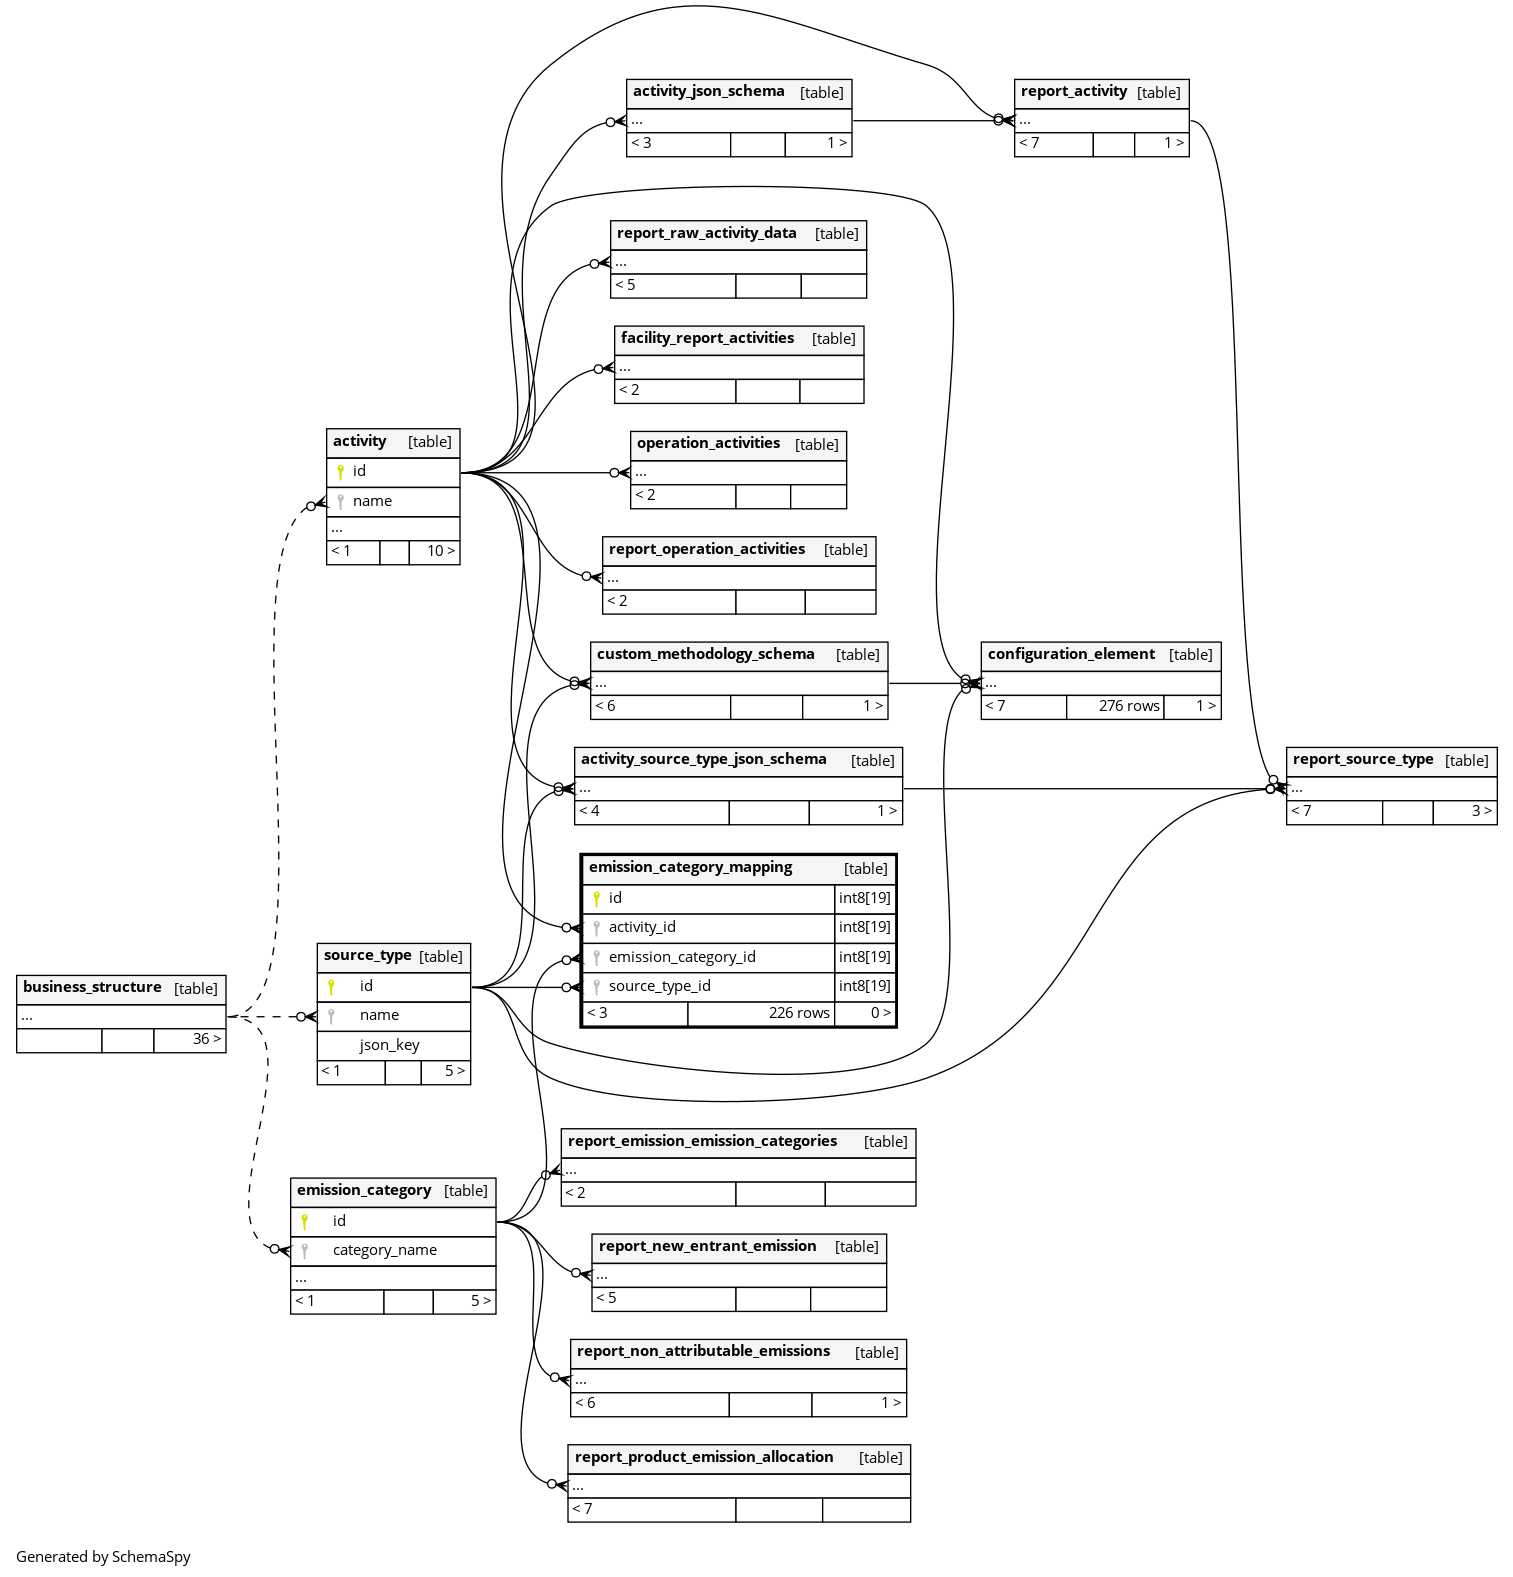 activity_json_schema [table]
...
< 3 1 >
report_activity [table]
...
< 7 1 >
report_raw_activity_data [table]
...
< 5
facility_report_activities [table]
...
< 2
activity [table]
id
name
...
< 1 10 >
operation_activities [table]
...
< 2
report_operation_activities [table]
...
< 2
custom_methodology_schema [table]
...
< 6 1 >
configuration_element [table]
...
< 7 276 rows 1 >
activity_source_type_json_schema [table]
...
< 4 1 >
report_source_type [table]
...
< 7 3 >
emission_category_mapping [table]
id int8[19]
activity_id int8[19]
emission_category_id int8[19]
source_type_id int8[19]
< 3 226 rows 0 >
source_type [table]
id
name
json_key
< 1 5 >
business_structure [table]
...
36 >
report_emission_emission_categories [table]
...
< 2
emission_category [table]
id
category_name
...
< 1 5 >
report_new_entrant_emission [table]
...
< 5
report_non_attributable_emissions [table]
...
< 6 1 >
report_product_emission_allocation [table]
...
< 7
Generated by SchemaSpy